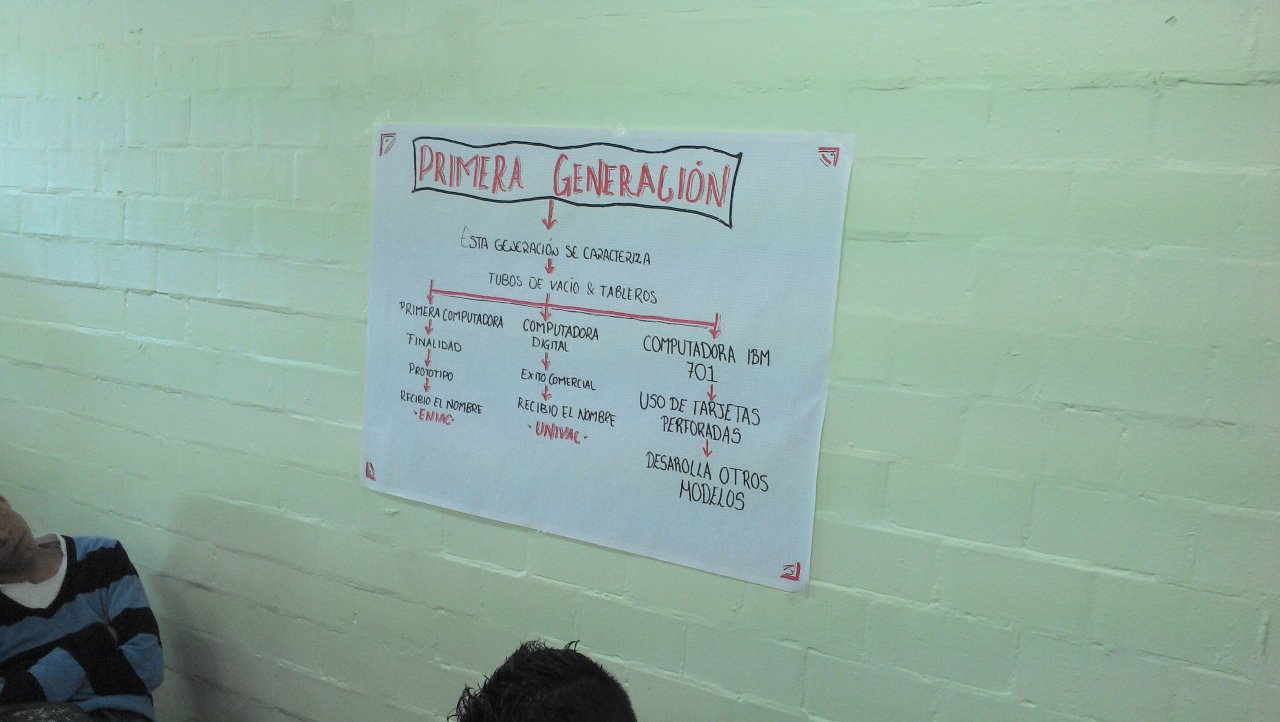 PRIMERA GENERACIÓN
ESTA GENERACIÓN SE CARACTERIZA
TUBOS DE VACIO & TABLEROS
PRIMERA COMPUTADORA
FINALIDAD
PROTOTIPO
RECIBIO EL NOMBRE
·ENIAC·
COMPUTADORA
DIGITAL
EXITO COMERCIAL
RECIBIO EL NOMBRE
·UNIVAC·
COMPUTADORA IBM
701
USO DE TARJETAS
PERFORADAS
DESAROLLA OTROS
MODELOS